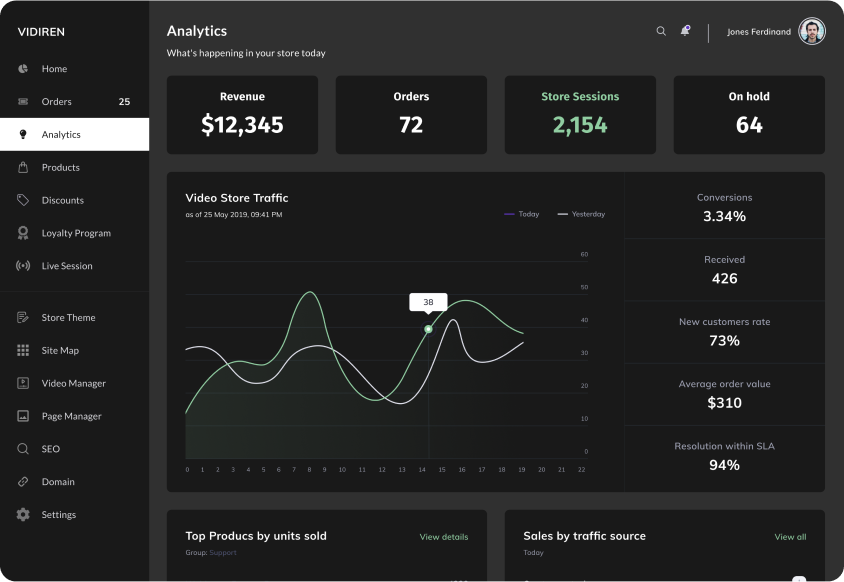 VIDIREN
Home
Orders 25
Analytics
Products
Discounts
Loyalty Program
Live Session
Store Theme
Site Map
Video Manager
Page Manager
SEO
Domain
Settings
Analytics
What's happening in your store today
Jones Ferdinand
Revenue
$12,345
Orders
72
Store Sessions
2,154
On hold
64
Video Store Traffic
as of 25 May 2019, 09:41 PM
Today Yesterday
60
50
40
30
20
10
0
38
0 1 2 3 4 5 6 7 8 9 10 11 12 13 14 15 16 17 18 19 20 21 22
Conversions
3.34%
Received
426
New customers rate
73%
Average order value
$310
Resolution within SLA
94%
Top Producs by units sold
View details
Group: Support
Sales by traffic source
View all
Today